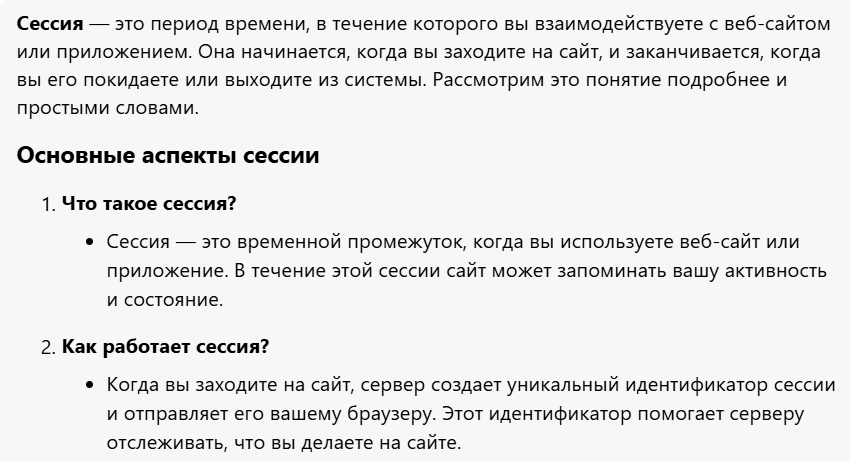 Сессия — это период времени, в течение которого вы взаимодействуете с веб-сайтом
или приложением. Она начинается, когда вы заходите на сайт, и заканчивается, когда
вы его покидаете или выходите из системы. Рассмотрим это понятие подробнее и
простыми словами.
Основные аспекты сессии
1. Что такое сессия?
• Сессия — это временной промежуток, когда вы используете веб-сайт или
приложение. В течение этой сессии сайт может запоминать вашу активность
и состояние.
2. Как работает сессия?
• Когда вы заходите на сайт, сервер создает уникальный идентификатор сессии
и отправляет его вашему браузеру. Этот идентификатор помогает серверу
отслеживать, что вы делаете на сайте.